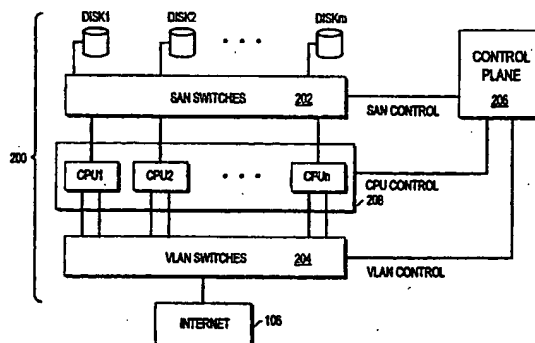 DISK1 DISK2 DISKm
CONTROL PLANE
206
SAN SWITCHES 202
SAN CONTROL
200
CPU1 CPU2 CPUn
CPU CONTROL
208
VLAN SWITCHES 204
VLAN CONTROL
INTERNET 106